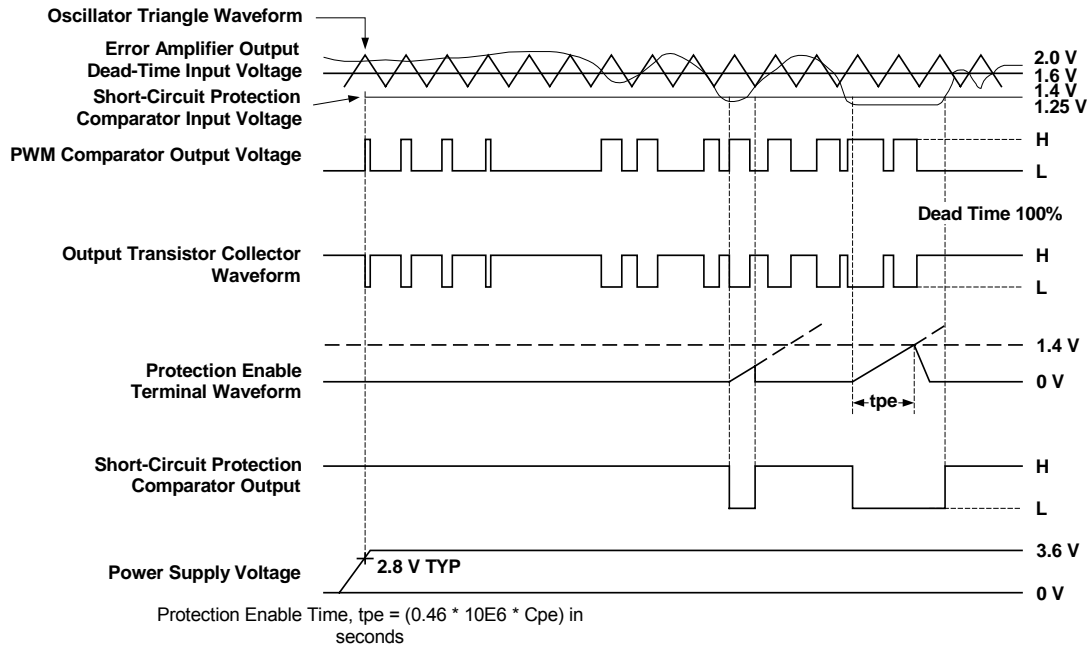 Oscillator Triangle Waveform
Error Amplifier Output
Dead-Time Input Voltage
Short-Circuit Protection
Comparator Input Voltage
2.0 V
1.6 V
1.4 V
1.25 V
PWM Comparator Output Voltage
H
L
Dead Time 100%
Output Transistor Collector
Waveform
H
L
Protection Enable
Terminal Waveform
1.4 V
0 V
tpe
Short-Circuit Protection
Comparator Output
H
L
Power Supply Voltage
2.8 V TYP
3.6 V
0 V
Protection Enable Time, tpe = (0.46 * 10E6 * Cpe) in
seconds